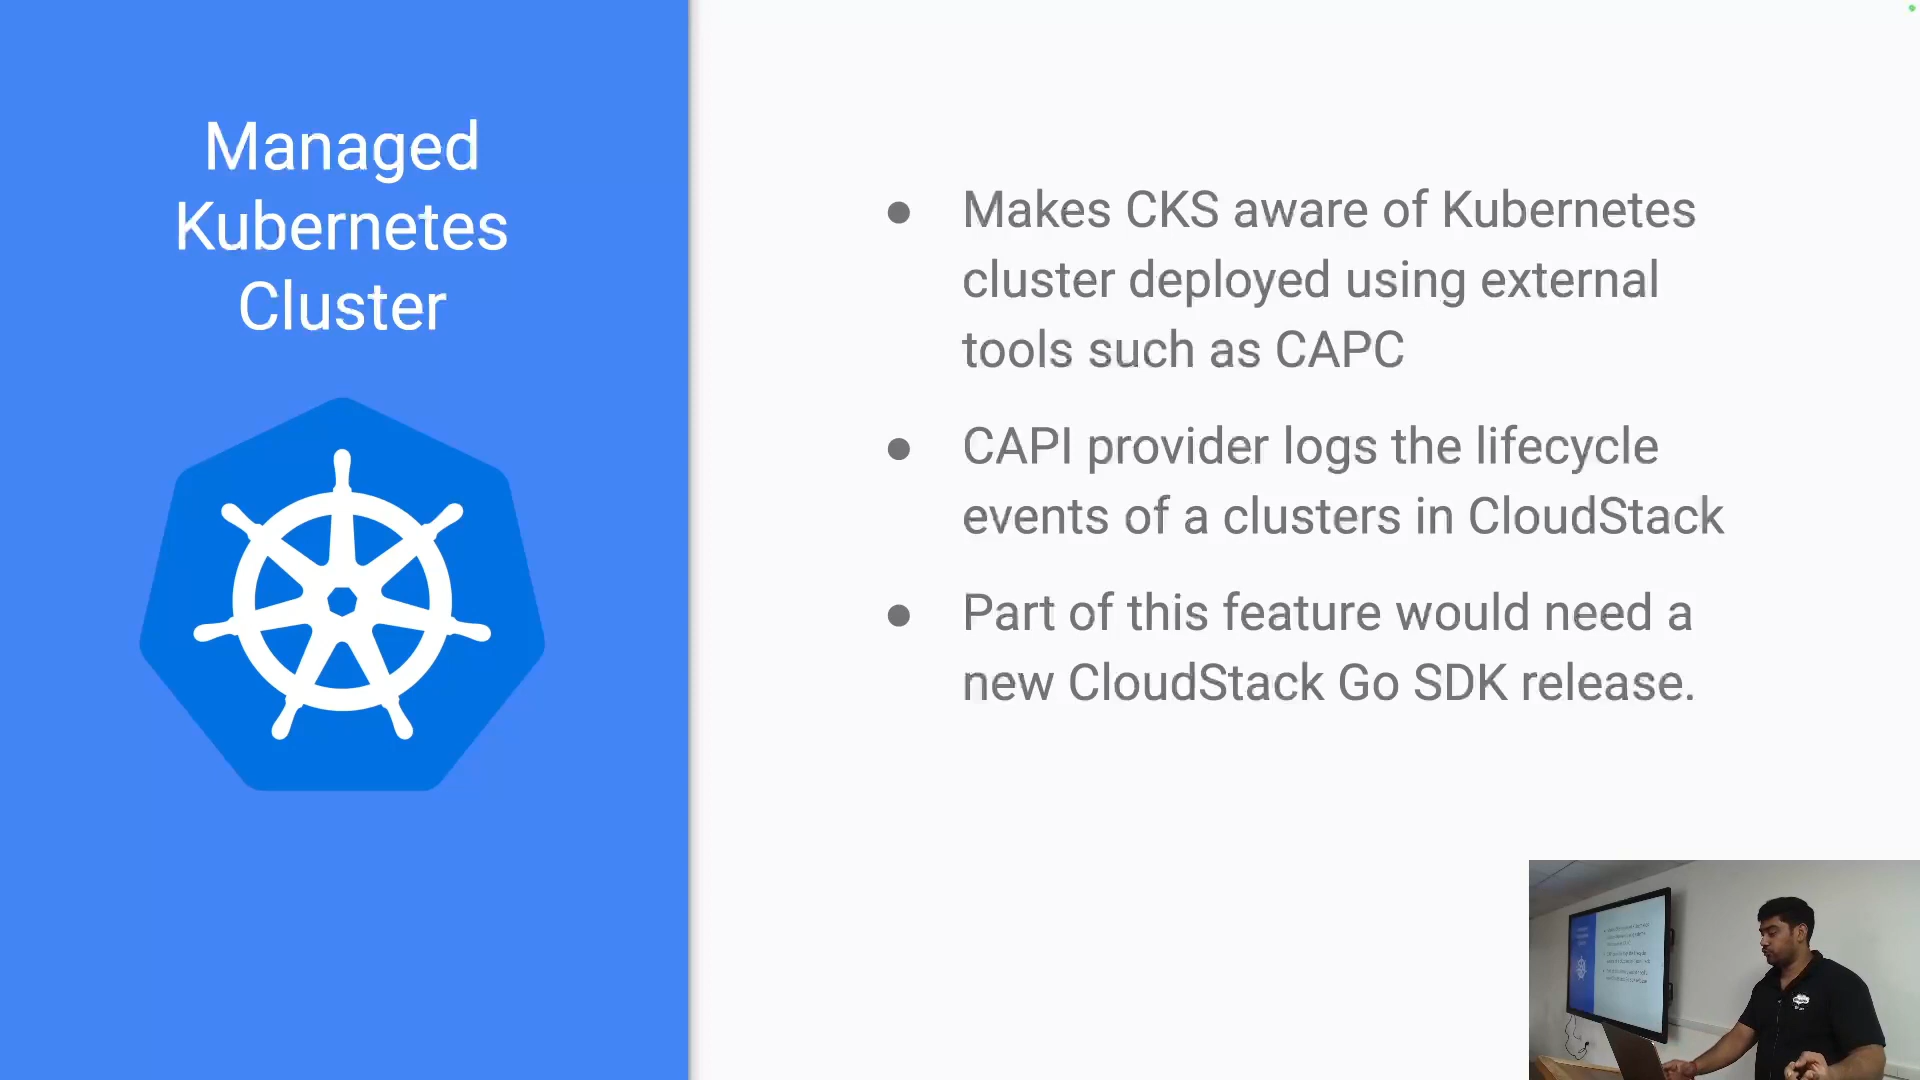 Managed
Kubernetes
Cluster
● Makes CKS aware of Kubernetes
cluster deployed using external
tools such as CAPC
● CAPI provider logs the lifecycle
events of a clusters in CloudStack
● Part of this feature would need a
new CloudStack Go SDK release.